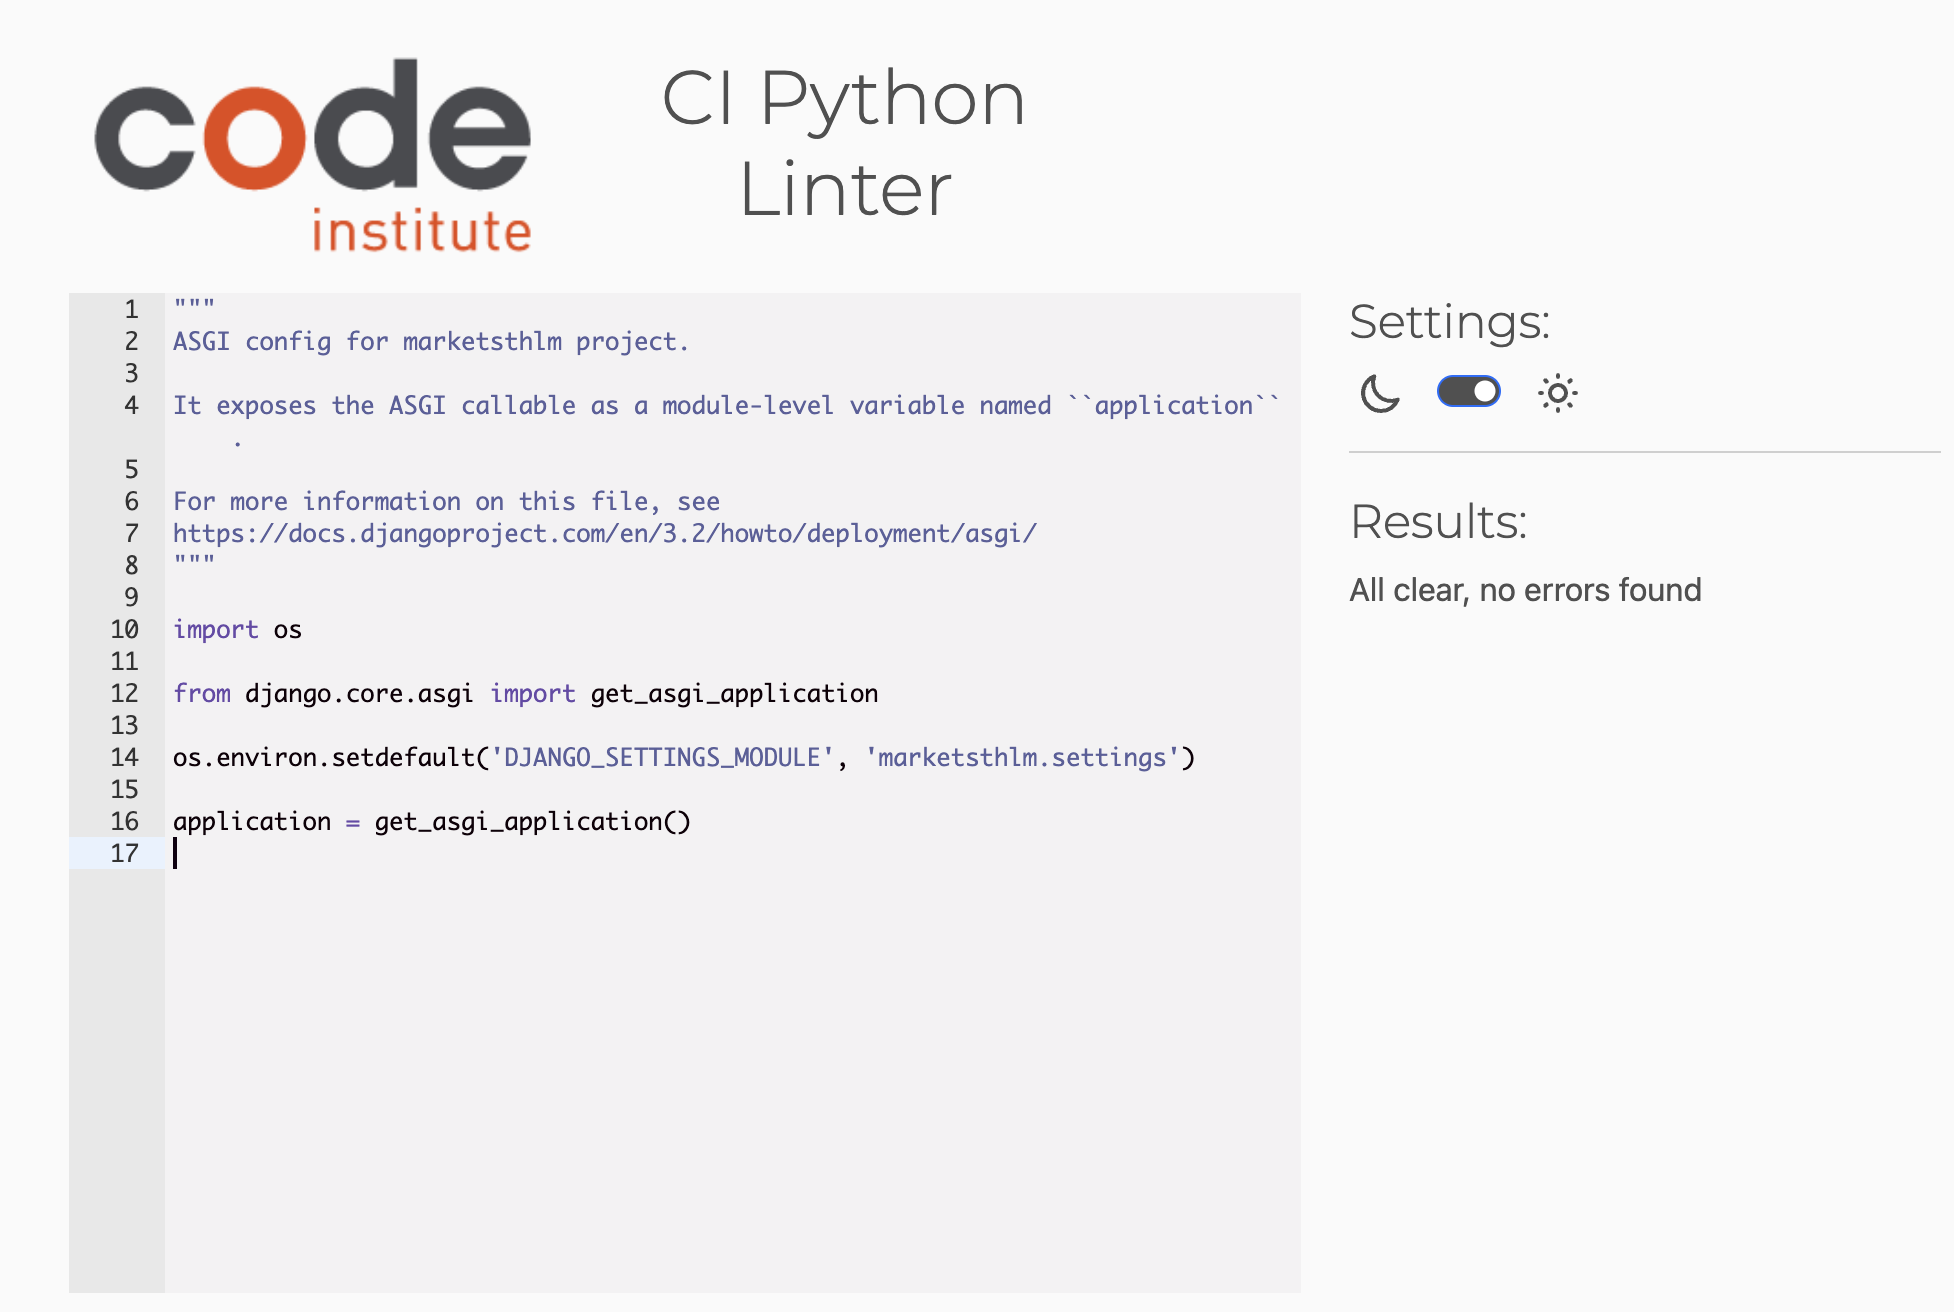 code
institute
CI Python
Linter
1 """
2 ASGI config for marketsthlm project.
3
4 It exposes the ASGI callable as a module-level variable named ``application``
.
5
6 For more information on this file, see
7 https://docs.djangoproject.com/en/3.2/howto/deployment/asgi/
8 """
9
10 import os
11
12 from django.core.asgi import get_asgi_application
13
14 os.environ.setdefault('DJANGO_SETTINGS_MODULE', 'marketsthlm.settings')
15
16 application = get_asgi_application()
17
Settings:
Results:
All clear, no errors found